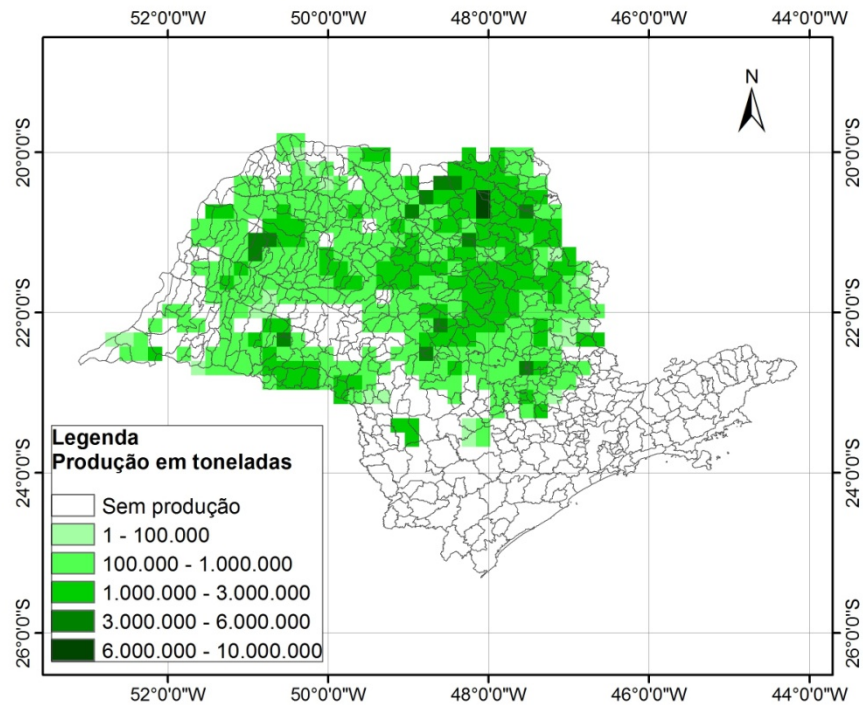 52°0'0"W 50°0'0"W 48°0'0"W 46°0'0"W 44°0'0"W
N
20°0'0"S 20°0'0"S
22°0'0"S 22°0'0"S
24°0'0"S 24°0'0"S
26°0'0"S 26°0'0"S
Legenda
Produção em toneladas
Sem produção
1 - 100.000
100.000 - 1.000.000
1.000.000 - 3.000.000
3.000.000 - 6.000.000
6.000.000 - 10.000.000
52°0'0"W 50°0'0"W 48°0'0"W 46°0'0"W 44°0'0"W